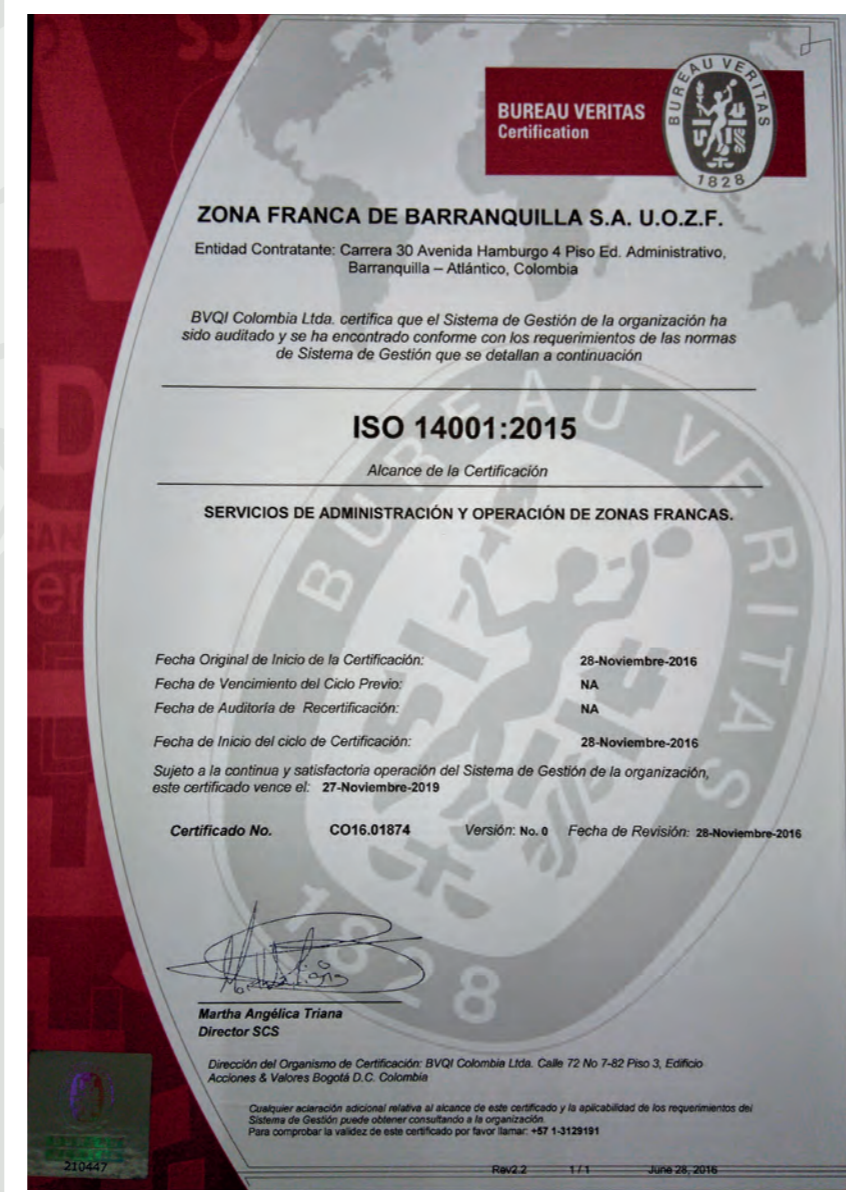 BUREAU VERITAS
Certification
BUREAU VERITAS
1828
ZONA FRANCA DE BARRANQUILLA S.A. U.O.Z.F.
Entidad Contratante: Carrera 30 Avenida Hamburgo 4 Piso Ed. Administrativo,
Barranquilla – Atlántico, Colombia
BVQI Colombia Ltda. certifica que el Sistema de Gestión de la organización ha
sido auditado y se ha encontrado conforme con los requerimientos de las normas
de Sistema de Gestión que se detallan a continuación
ISO 14001:2015
Alcance de la Certificación
SERVICIOS DE ADMINISTRACIÓN Y OPERACIÓN DE ZONAS FRANCAS.
BUREAU VERITAS
1828
Fecha Original de Inicio de la Certificación: 28-Noviembre-2016
Fecha de Vencimiento del Ciclo Previo: NA
Fecha de Auditoría de Recertificación: NA
Fecha de Inicio del ciclo de Certificación: 28-Noviembre-2016
Sujeto a la continua y satisfactoria operación del Sistema de Gestión de la organización,
este certificado vence el: 27-Noviembre-2019
Certificado No. CO16.01874 Versión: No. 0 Fecha de Revisión: 28-Noviembre-2016
Martha Angélica Triana
Director SCS
Dirección del Organismo de Certificación: BVQI Colombia Ltda. Calle 72 No 7-82 Piso 3, Edificio
Acciones & Valores Bogotá D.C. Colombia
Cualquier aclaración adicional relativa al alcance de este certificado y la aplicabilidad de los requerimientos del
Sistema de Gestión puede obtener consultando a la organización.
Para comprobar la validez de este certificado por favor llamar: +57 1-3129191
210447
Rev2.2 1 / 1 June 28, 2016